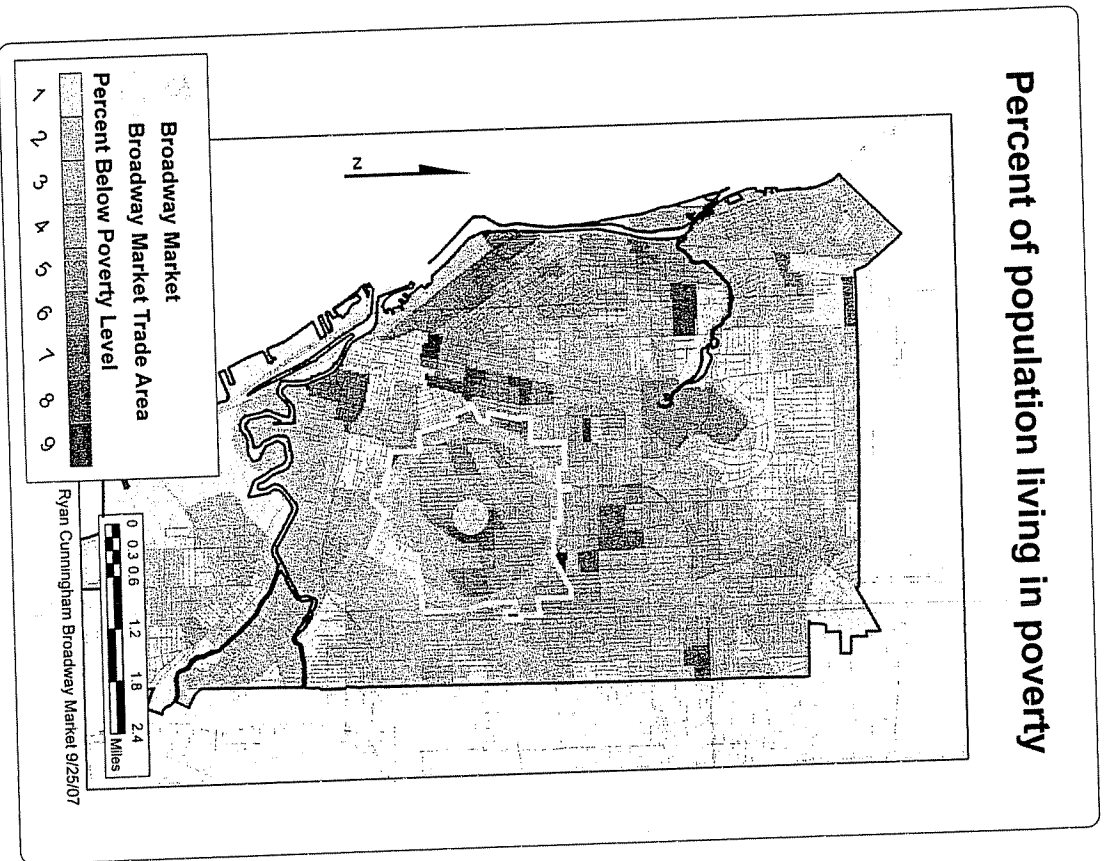 Percent of population living in poverty
N
Broadway Market
Broadway Market Trade Area
Percent Below Poverty Level
1 2 3 4 5 6 7 8 9
0 0.3 0.6 1.2 1.8 2.4
Miles
Ryan Cunningham Broadway Market 9/25/07